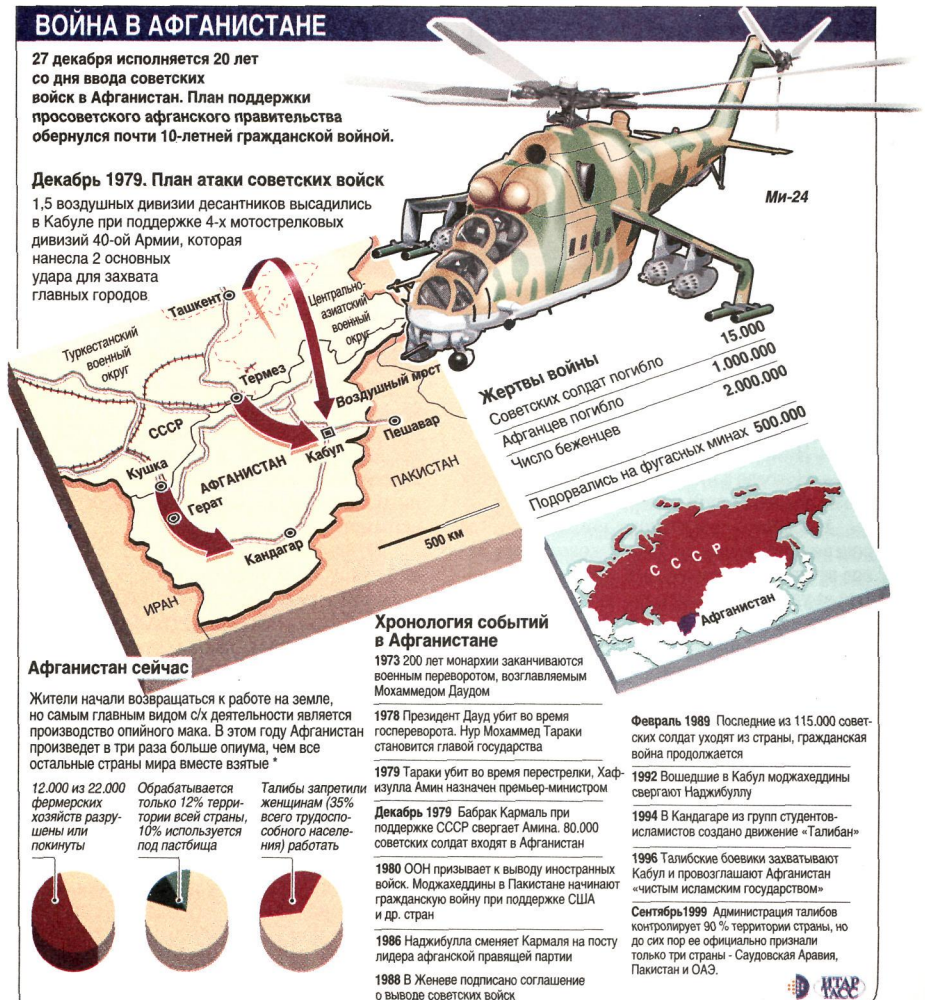 ВОЙНА В АФГАНИСТАНЕ
27 декабря исполняется 20 лет
со дня ввода советских
войск в Афганистан. План поддержки
просоветского афганского правительства
обернулся почти 10-летней гражданской войной.
Декабрь 1979. План атаки советских войск
1,5 воздушных дивизии десантников высадились
в Кабуле при поддержке 4-х мотострелковых
дивизий 40-ой Армии, которая
нанесла 2 основных
удара для захвата
главных городов
Ми-24
Ташкент
Центрально-
азиатский
военный
округ
Туркестанский
военный
округ
Термез
Воздушный мост
СССР
Пешавар
Кабул
Кушка
АФГАНИСТАН
ПАКИСТАН
Герат
Кандагар
500 км
ИРАН
Жертвы войны
Советских солдат погибло 15.000
Афганцев погибло 1.000.000
Число беженцев 2.000.000
Подорвались на фугасных минах 500.000
СССР
Афганистан
Афганистан сейчас
Жители начали возвращаться к работе на земле,
но самым главным видом с/х деятельности является
производство опийного мака. В этом году Афганистан
произведет в три раза больше опиума, чем все
остальные страны мира вместе взятые *
12.000 из 22.000
фермерских
хозяйств разру-
шены или
покинуты
Обрабатывается
только 12% терри-
тории всей страны,
10% используется
под пастбища
Талибы запретили
женщинам (35%
всего трудоспо-
собного населе-
ния) работать
Хронология событий
в Афганистане
1973 200 лет монархии заканчиваются
военным переворотом, возглавляемым
Мохаммедом Даудом
1978 Президент Дауд убит во время
госпереворота. Нур Мохаммед Тараки
становится главой государства
1979 Тараки убит во время перестрелки, Хаф-
изулла Амин назначен премьер-министром
Декабрь 1979 Бабрак Кармаль при
поддержке СССР свергает Амина. 80.000
советских солдат входят в Афганистан
1980 ООН призывает к выводу иностранных
войск. Моджахеддины в Пакистане начинают
гражданскую войну при поддержке США
и др. стран
1986 Наджибулла сменяет Кармаля на посту
лидера афганской правящей партии
1988 В Женеве подписано соглашение
о выводе советских войск
Февраль 1989 Последние из 115.000 совет-
ских солдат уходят из страны, гражданская
война продолжается
1992 Вошедшие в Кабул моджахеддины
свергают Наджибуллу
1994 В Кандагаре из групп студентов-
исламистов создано движение «Талибан»
1996 Талибские боевики захватывают
Кабул и провозглашают Афганистан
«чистым исламским государством»
Сентябрь1999 Администрация талибов
контролирует 90 % территории страны, но
до сих пор ее официально признали
только три страны - Саудовская Аравия,
Пакистан и ОАЭ.
ИТАР
ТАСС